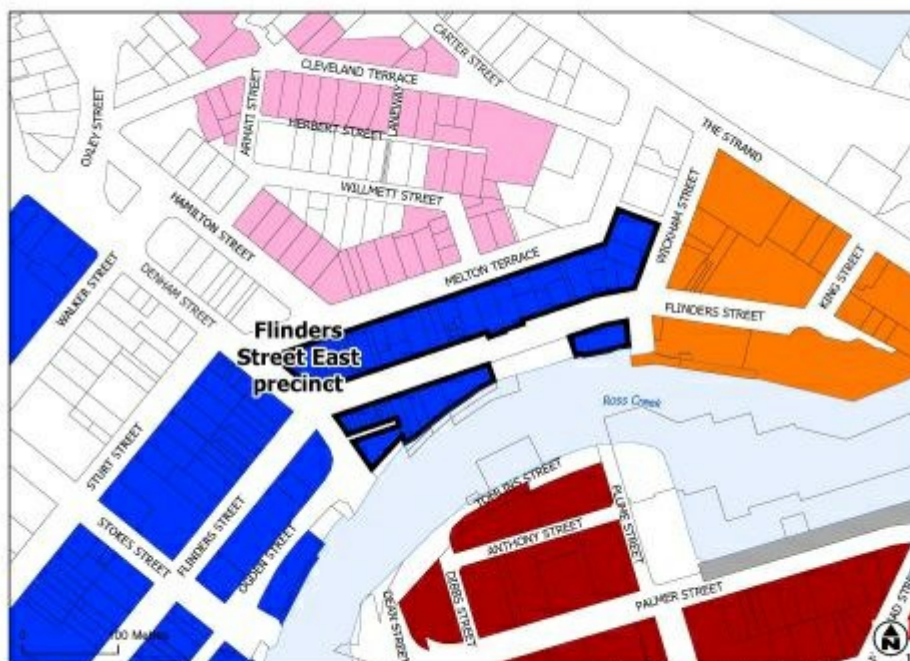 CARTER STREET
CLEVELAND TERRACE
OXLEY STREET
ARMATI STREET
LANEWAY
HERBERT STREET
THE STRAND
WILLMETT STREET
HAMILTON STREET
WICKHAM STREET
MELTON TERRACE
KING STREET
WALKER STREET
DENHAM STREET
FLINDERS STREET
Flinders
Street East
precinct
Ross Creek
STURT STREET
TOMLINS STREET
STOKES STREET
FLINDERS STREET
OGDEN STREET
PLUME STREET
ANTHONY STREET
DIBBS STREET
DEAN STREET
PALMER STREET
0
100 Metres
N